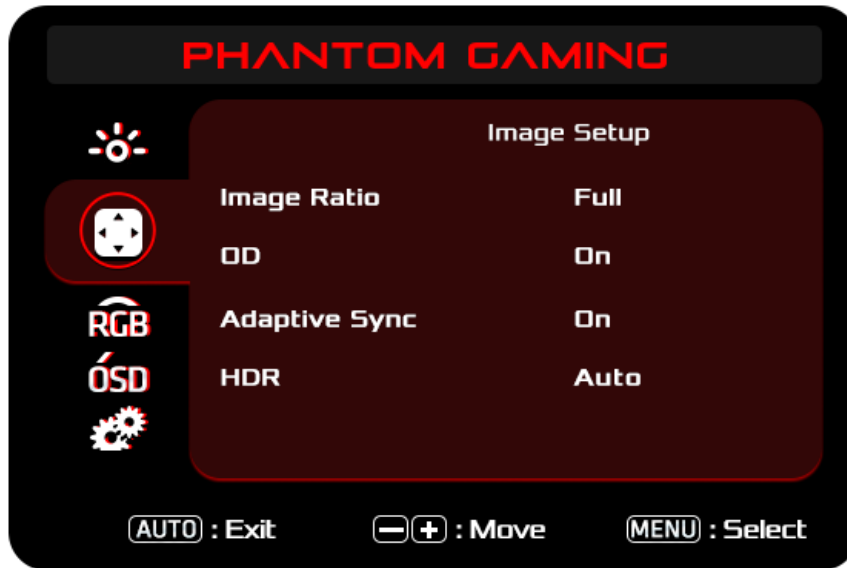 PHANTOM GAMING
Image Setup
Image Ratio Full
OD On
Adaptive Sync On
RGB
HDR Auto
OSD
AUTO : Exit - + : Move MENU : Select